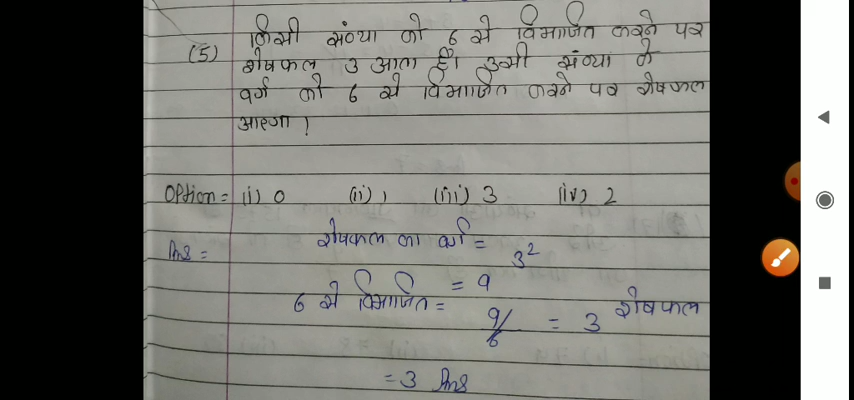 (5) किसी संख्या को 6 से विभाजित करने पर
शेषफल 3 आता है। उसी संख्या के
वर्ग को 6 से विभाजित करने पर शेषफल
आएगा।
Option = (i) 0 (ii) 1 (iii) 3 (iv) 2
Ans = शेषफल का वर्ग = 3²
= 9
6 से विभाजित = 9/6 = 3 शेषफल
= 3 Ans